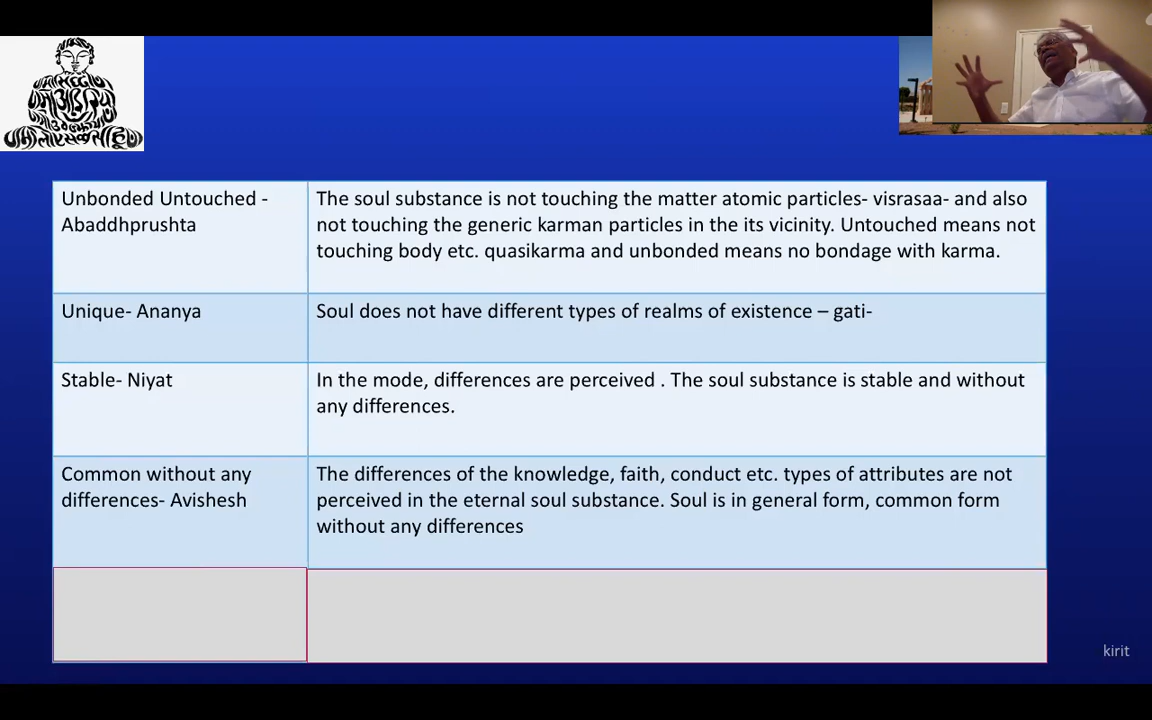 Unbonded Untouched -
Abaddhprushta
The soul substance is not touching the matter atomic particles- visrasaa- and also
not touching the generic karman particles in the its vicinity. Untouched means not
touching body etc. quasikarma and unbonded means no bondage with karma.
Unique- Ananya
Soul does not have different types of realms of existence – gati-
Stable- Niyat
In the mode, differences are perceived . The soul substance is stable and without
any differences.
Common without any
differences- Avishesh
The differences of the knowledge, faith, conduct etc. types of attributes are not
perceived in the eternal soul substance. Soul is in general form, common form
without any differences
kirit